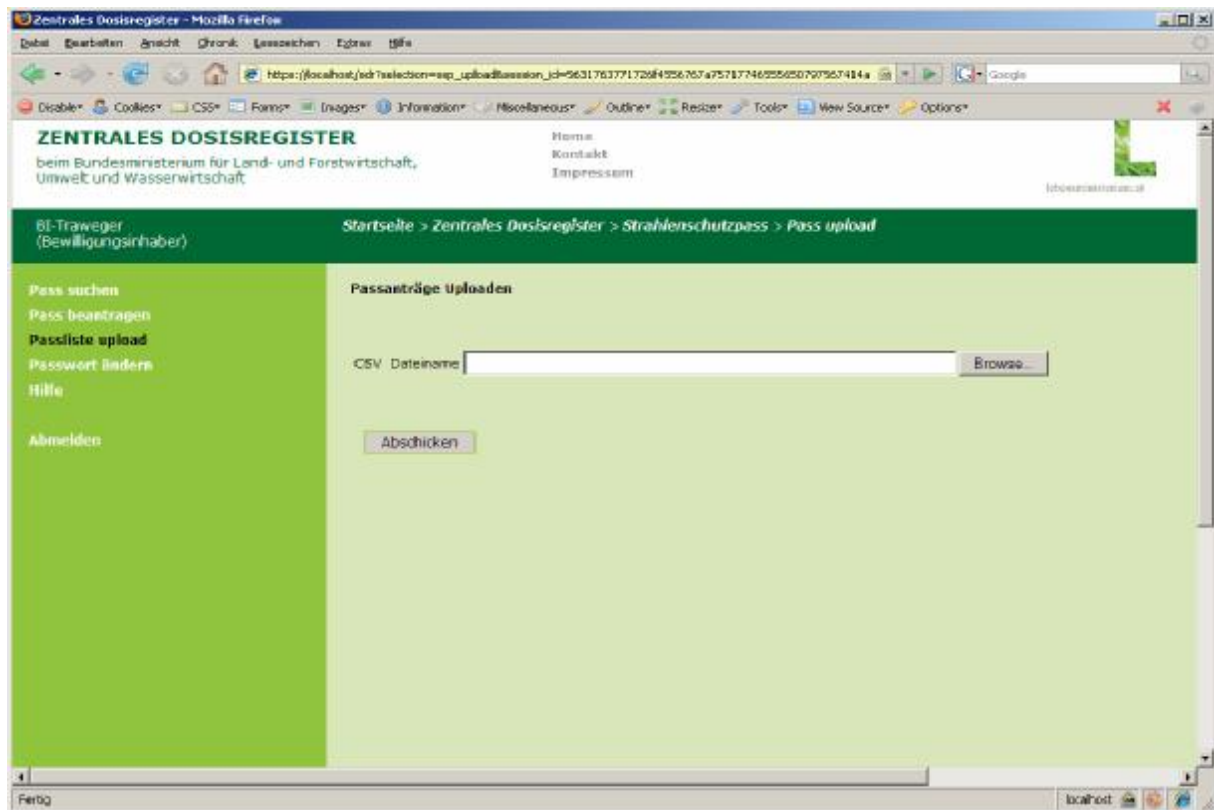 Zentrales Dosisregister - Mozilla Firefox
Datei Bearbeiten Ansicht Chronik Lesezeichen Extras Hilfe
Google
Disable Cookies CSS Forms Images Information Miscellaneous Outline Resize Tools View Source Options
ZENTRALES DOSISREGISTER
beim Bundesministerium für Land- und Forstwirtschaft,
Umwelt und Wasserwirtschaft
Home
Kontakt
Impressum
BI-Traweger
(Bewilligungsinhaber)
Startseite > Zentrales Dosisregister > Strahlenschutzpass > Pass upload
Pass suchen
Pass beantragen
Passliste upload
Passwort ändern
Hilfe
Abmelden
Passanträge Uploaden
CSV Dateiname
Browse...
Abschicken
Fertig
localhost